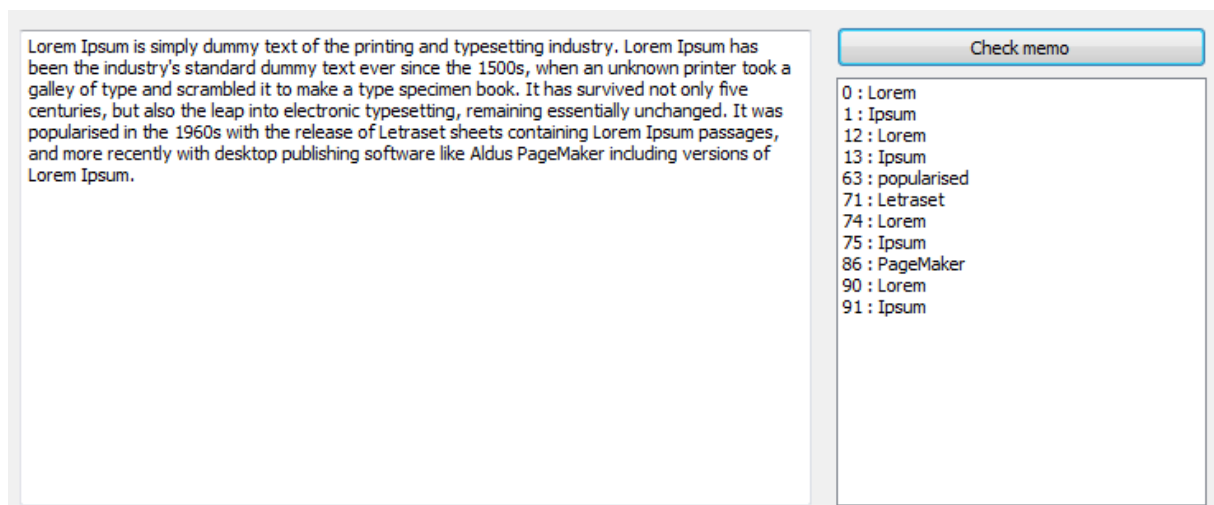 Lorem Ipsum is simply dummy text of the printing and typesetting industry. Lorem Ipsum has
been the industry's standard dummy text ever since the 1500s, when an unknown printer took a
galley of type and scrambled it to make a type specimen book. It has survived not only five
centuries, but also the leap into electronic typesetting, remaining essentially unchanged. It was
popularised in the 1960s with the release of Letraset sheets containing Lorem Ipsum passages,
and more recently with desktop publishing software like Aldus PageMaker including versions of
Lorem Ipsum.
Check memo
0 : Lorem
1 : Ipsum
12 : Lorem
13 : Ipsum
63 : popularised
71 : Letraset
74 : Lorem
75 : Ipsum
86 : PageMaker
90 : Lorem
91 : Ipsum